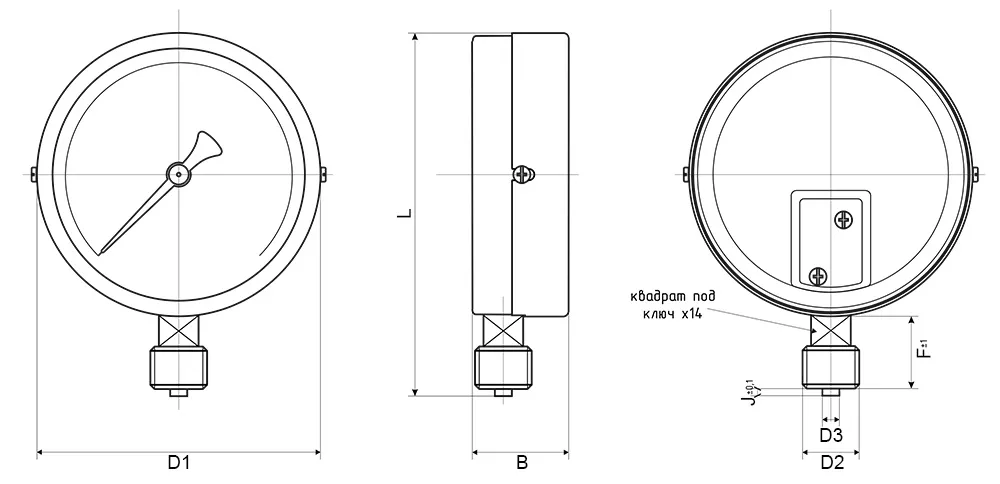 L
квадрат под
ключ х14
F±1
J±0,1
D3
D1
B
D2